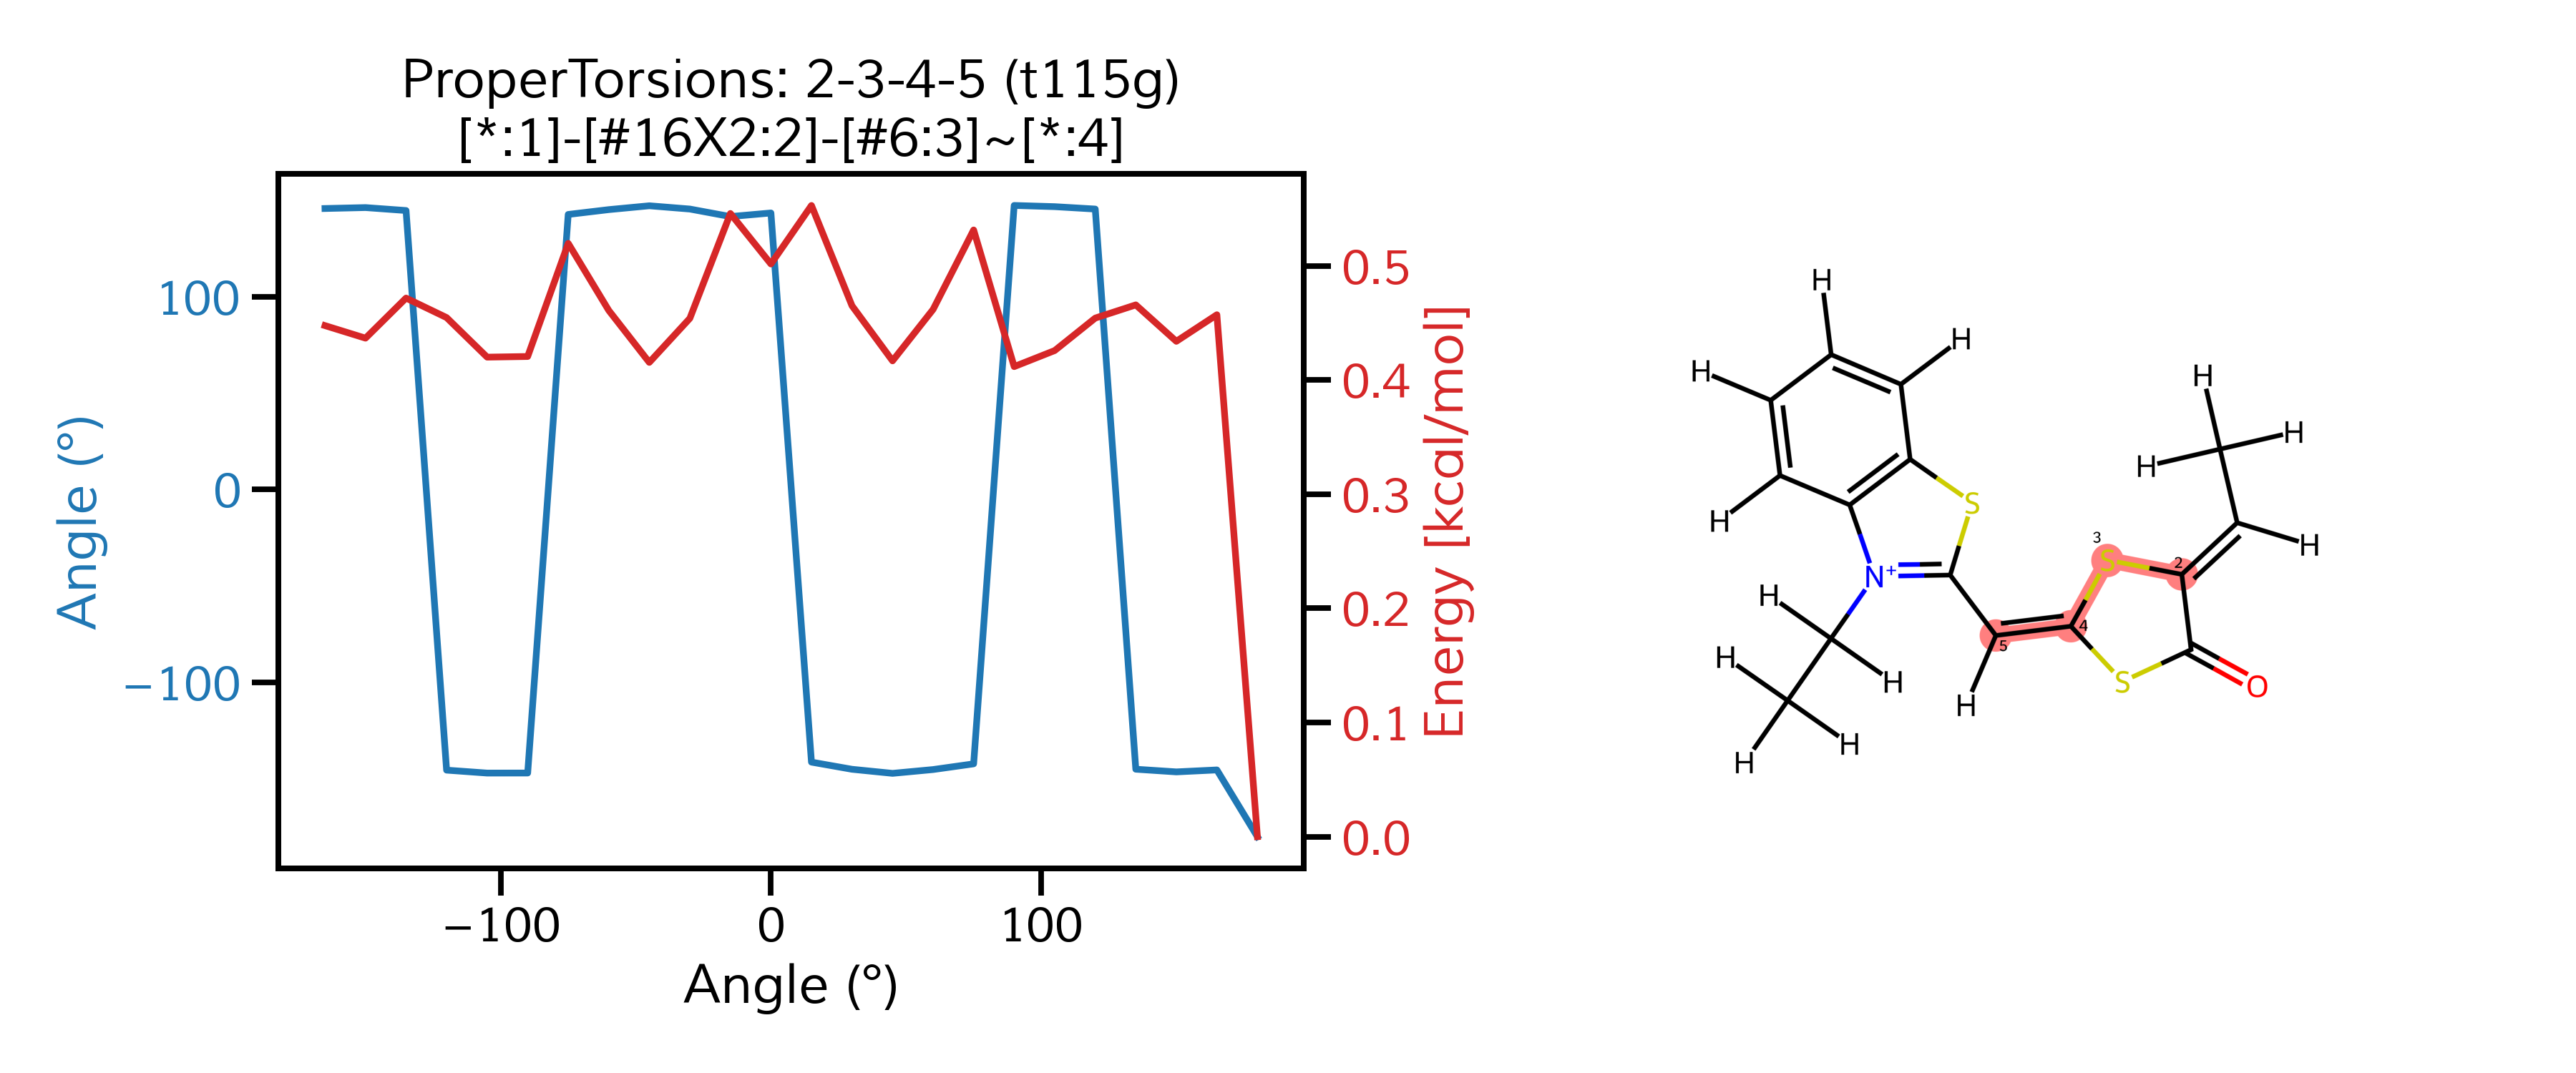 ProperTorsions: 2-3-4-5 (t115g)
[*:1]-[#16X2:2]-[#6:3]~[*:4]
Angle (°)
100
0
−100
−100
0
100
Angle (°)
0.5
0.4
0.3
0.2
0.1
0.0
Energy [kcal/mol]
H
H
H
H
H
H
H
S
3
S
2
H
N⁺
H
4
5
H
H
S
O
H
H
H